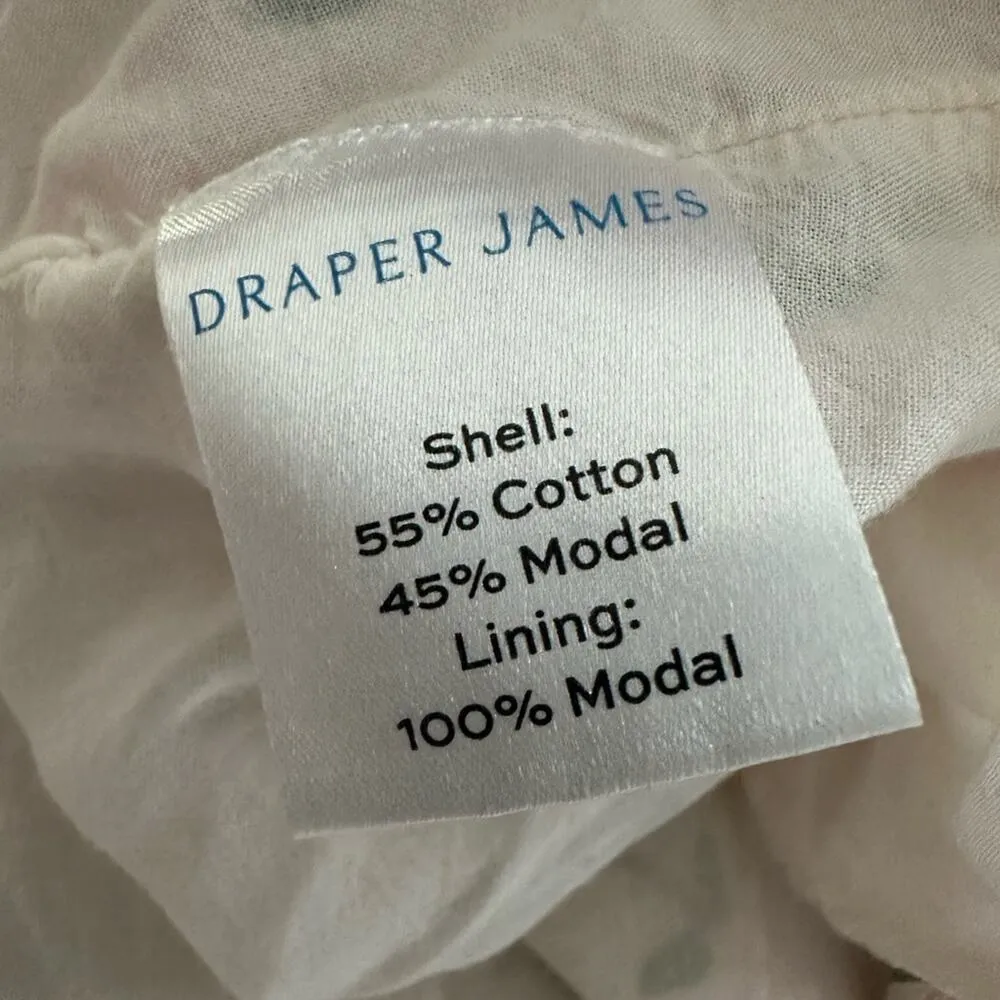 DRAPER JAMES
Shell:
55% Cotton
45% Modal
Lining:
100% Modal